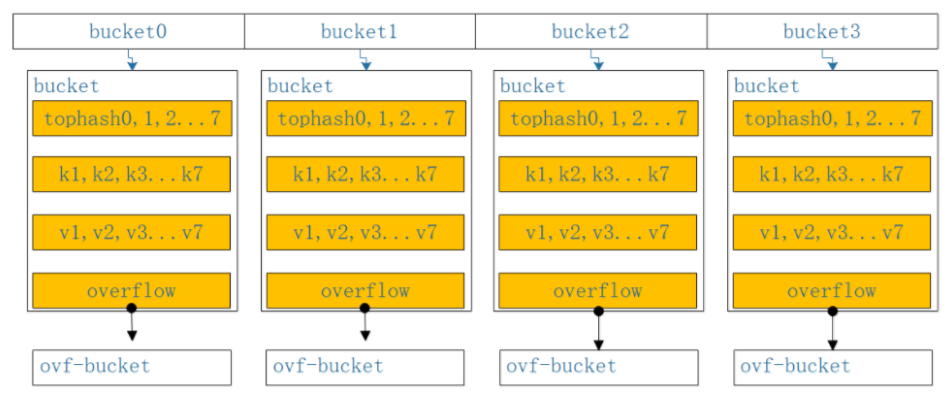 bucket0 bucket1 bucket2 bucket3
bucket bucket bucket bucket
tophash0,1,2...7 tophash0,1,2...7 tophash0,1,2...7 tophash0,1,2...7
k1,k2,k3...k7 k1,k2,k3...k7 k1,k2,k3...k7 k1,k2,k3...k7
v1,v2,v3...v7 v1,v2,v3...v7 v1,v2,v3...v7 v1,v2,v3...v7
overflow overflow overflow overflow
ovf-bucket ovf-bucket ovf-bucket ovf-bucket